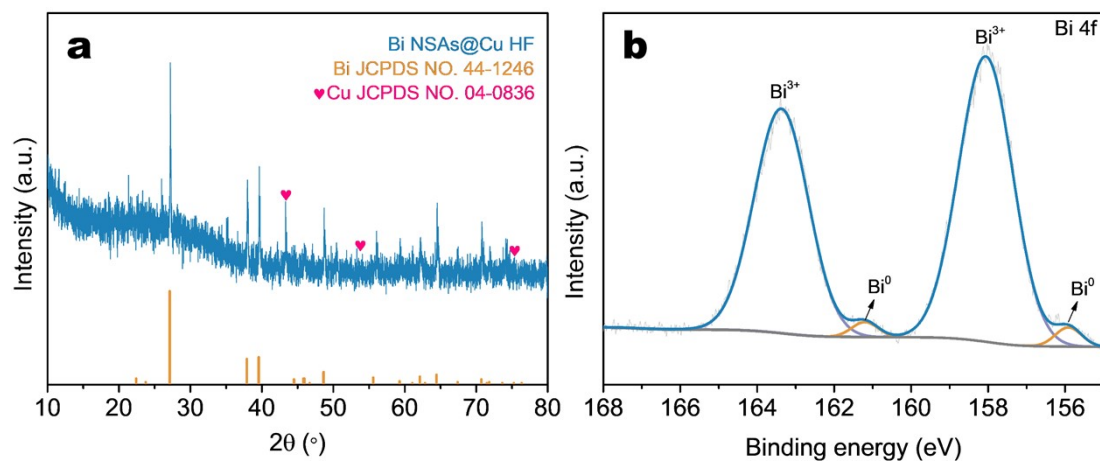 a
Bi NSAs@Cu HF
Bi JCPDS NO. 44-1246
♥Cu JCPDS NO. 04-0836
Intensity (a.u.)
10 20 30 40 50 60 70 80
2θ (°)
b
Bi 4f
Bi³⁺
Bi³⁺
Bi⁰
Bi⁰
Intensity (a.u.)
168 166 164 162 160 158 156
Binding energy (eV)